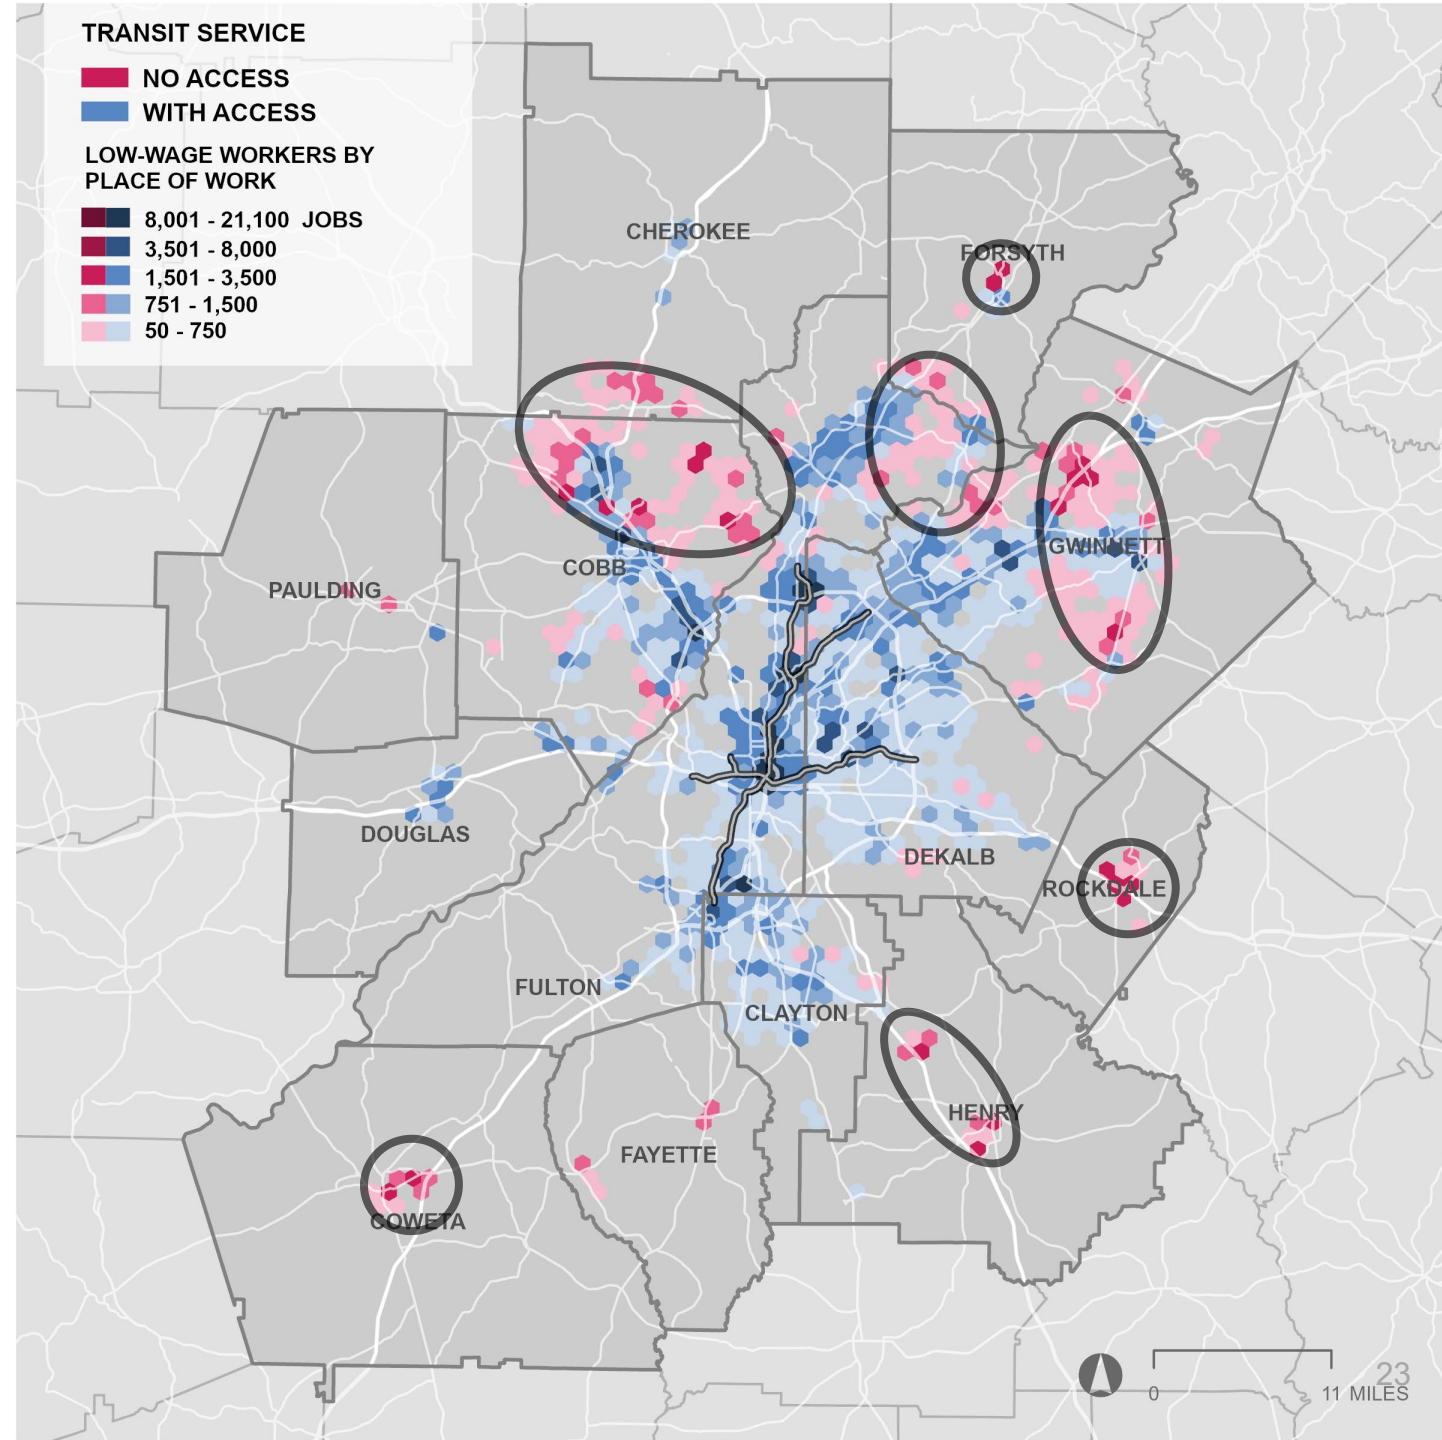 TRANSIT SERVICE
NO ACCESS
WITH ACCESS
LOW-WAGE WORKERS BY
PLACE OF WORK
8,001 - 21,100 JOBS
3,501 - 8,000
1,501 - 3,500
751 - 1,500
50 - 750
CHEROKEE
FORSYTH
GWINNETT
COBB
PAULDING
DOUGLAS
DEKALB
ROCKDALE
FULTON
CLAYTON
HENRY
FAYETTE
COWETA
23
0 11 MILES